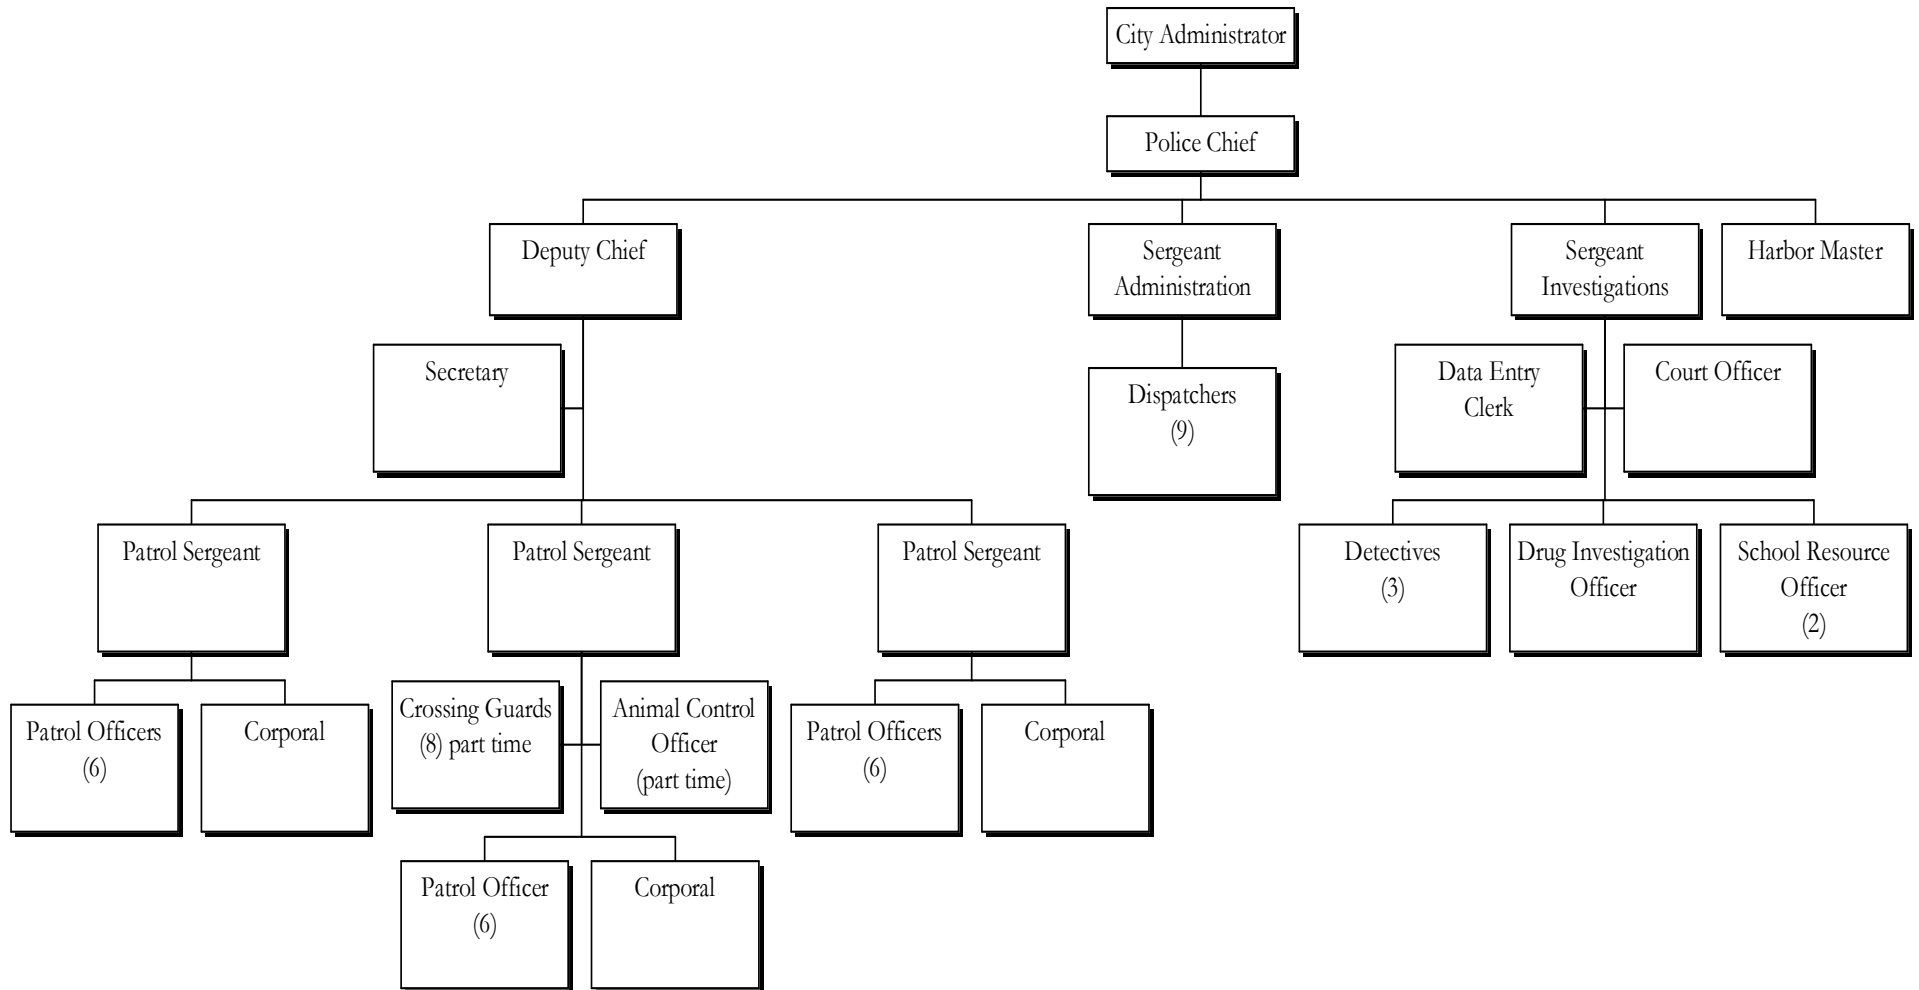 City Administrator
Police Chief
Deputy Chief
Sergeant
Administration
Sergeant
Investigations
Harbor Master
Secretary
Dispatchers
(9)
Data Entry
Clerk
Court Officer
Patrol Sergeant
Patrol Sergeant
Patrol Sergeant
Detectives
(3)
Drug Investigation
Officer
School Resource
Officer
(2)
Patrol Officers
(6)
Corporal
Crossing Guards
(8) part time
Animal Control
Officer
(part time)
Patrol Officers
(6)
Corporal
Patrol Officer
(6)
Corporal